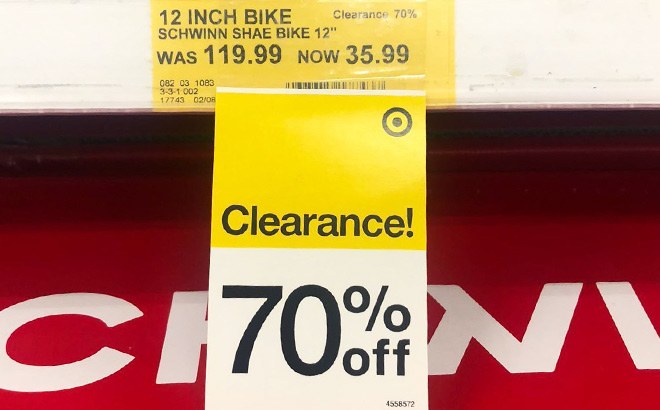 12 INCH BIKE Clearance 70%
SCHWINN SHAE BIKE 12"
WAS 119.99 NOW 35.99
082 03 1083
3-3-1 002
17743 02/08
Clearance!
70% off
4558572